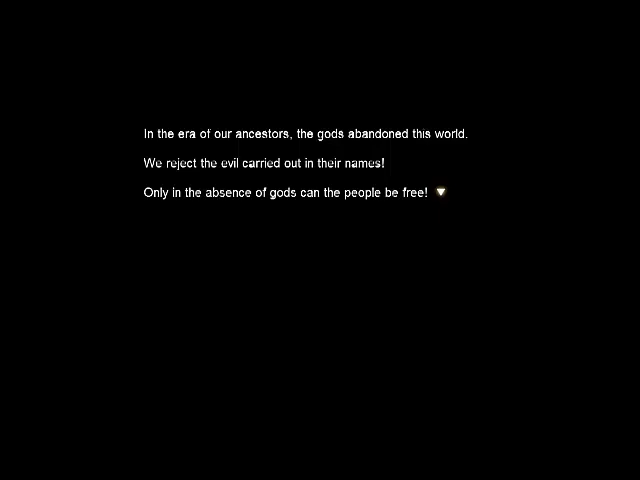 In the era of our ancestors, the gods abandoned this world.
We reject the evil carried out in their names!
Only in the absence of gods can the people be free!